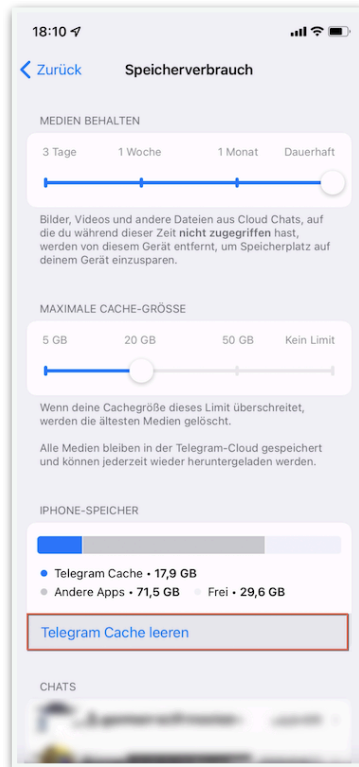 18:10
Zurück Speicherverbrauch
MEDIEN BEHALTEN
3 Tage 1 Woche 1 Monat Dauerhaft
Bilder, Videos und andere Dateien aus Cloud Chats, auf
die du während dieser Zeit nicht zugegriffen hast,
werden von diesem Gerät entfernt, um Speicherplatz auf
deinem Gerät einzusparen.
MAXIMALE CACHE-GRÖSSE
5 GB 20 GB 50 GB Kein Limit
Wenn deine Cachegröße dieses Limit überschreitet,
werden die ältesten Medien gelöscht.
Alle Medien bleiben in der Telegram-Cloud gespeichert
und können jederzeit wieder heruntergeladen werden.
IPHONE-SPEICHER
Telegram Cache • 17,9 GB
Andere Apps • 71,5 GB Frei • 29,6 GB
Telegram Cache leeren
CHATS